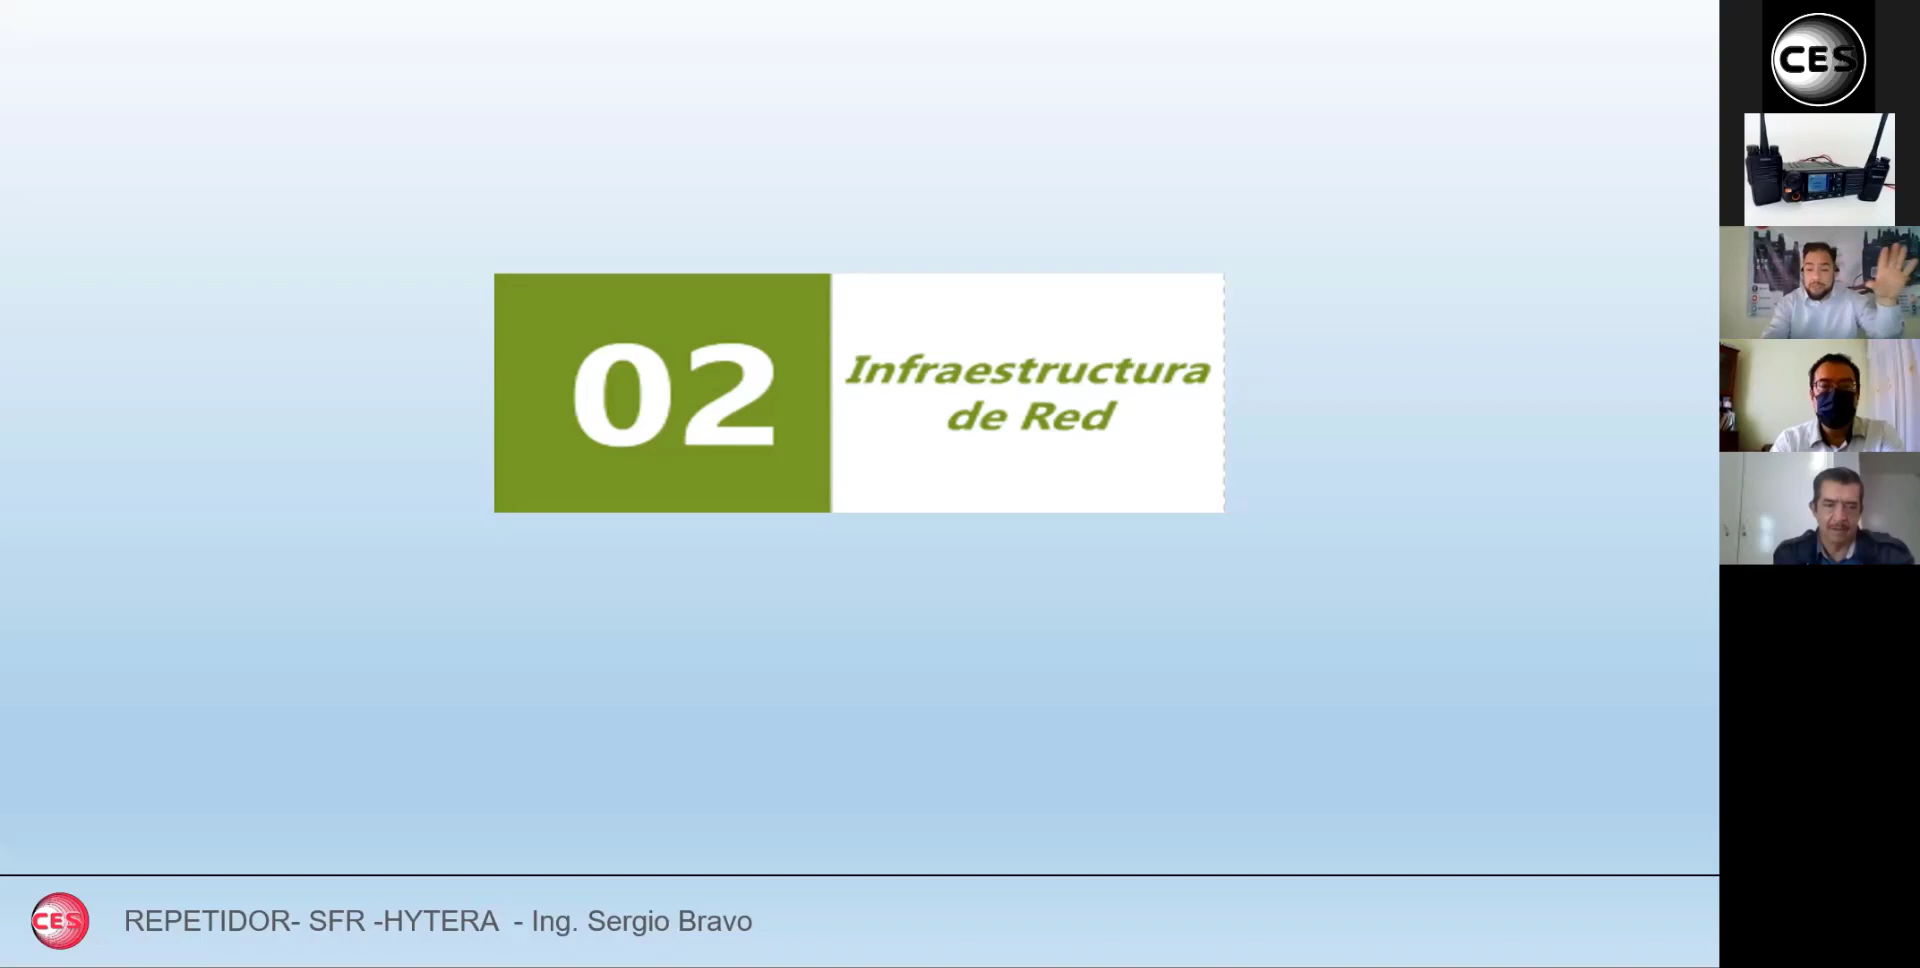 02
Infraestructura
de Red
CES
REPETIDOR- SFR -HYTERA - Ing. Sergio Bravo
CES